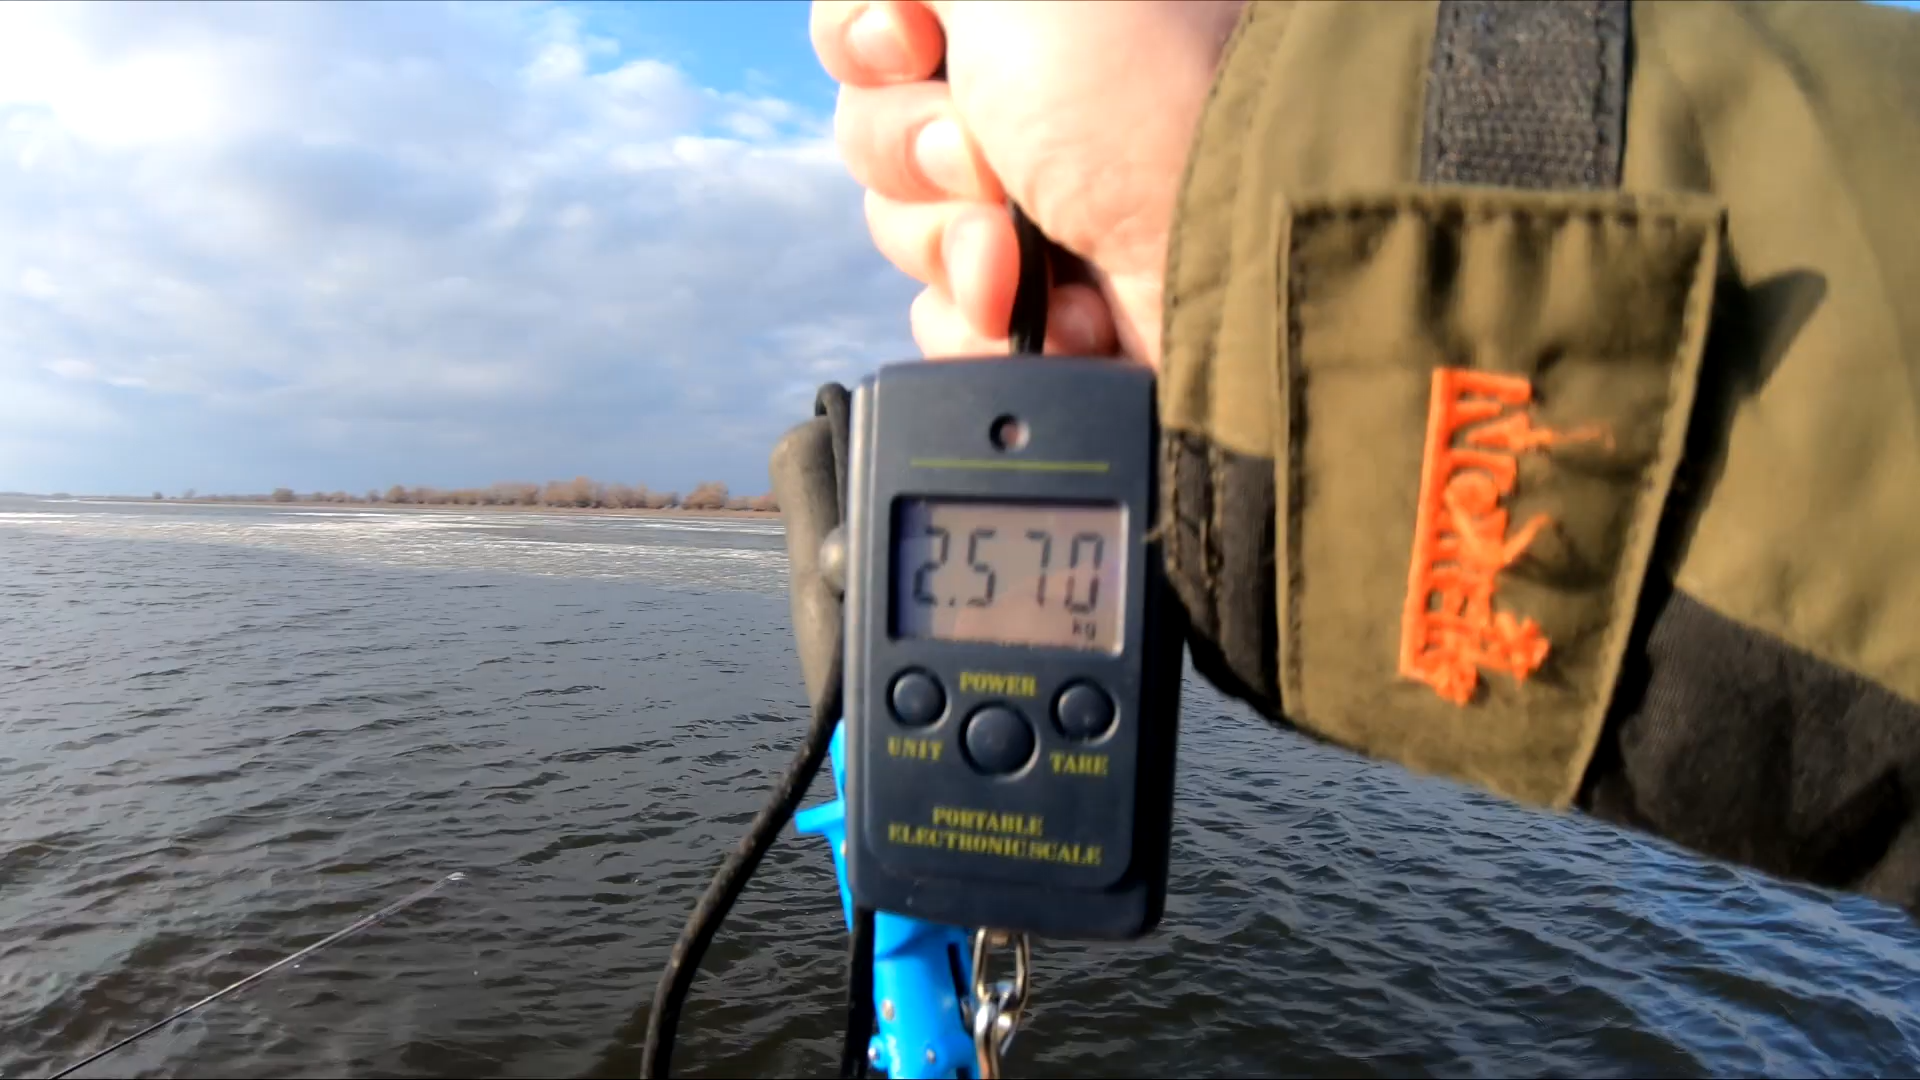 2.570
kg
POWER
UNIT
TARE
PORTABLE
ELECTRONIC SCALE